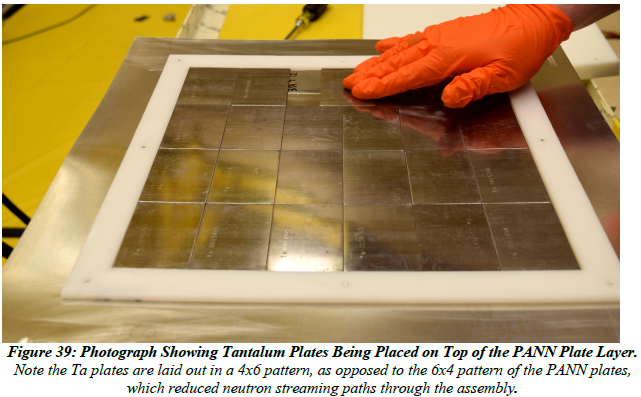 Figure 39: Photograph Showing Tantalum Plates Being Placed on Top of the PANN Plate Layer.
Note the Ta plates are laid out in a 4x6 pattern, as opposed to the 6x4 pattern of the PANN plates,
which reduced neutron streaming paths through the assembly.